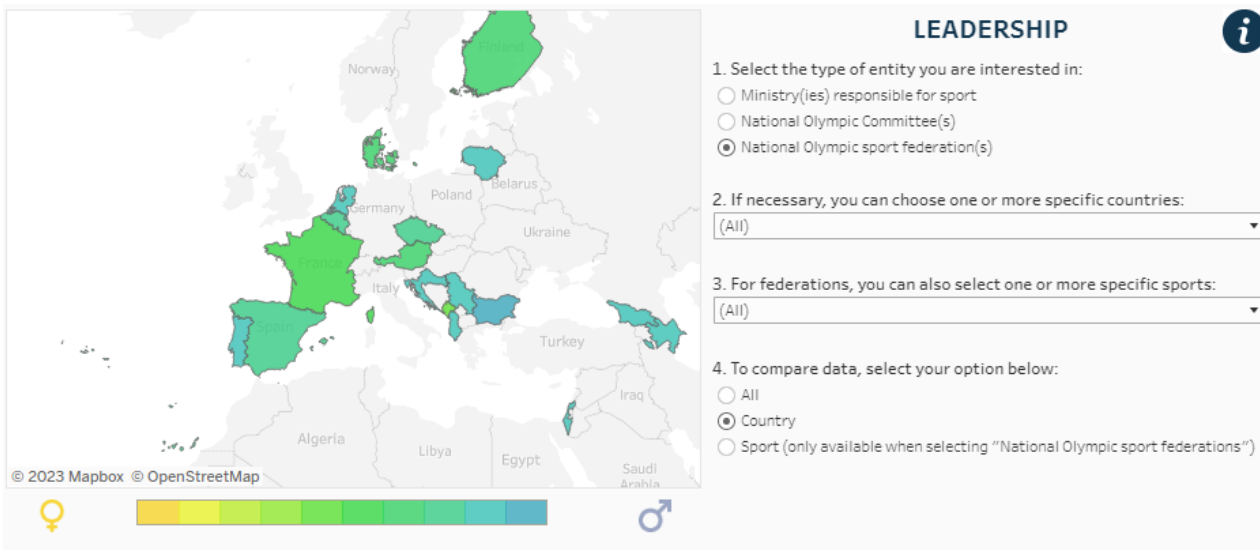 Finland
Norway
Belarus
Poland
Germany
Ukraine
France
Italy
Spain
Turkey
Iraq
Algeria
Libya
Egypt
Saudi
Arabia
© 2023 Mapbox © OpenStreetMap
LEADERSHIP
i
1. Select the type of entity you are interested in:
Ministry(ies) responsible for sport
National Olympic Committee(s)
National Olympic sport federation(s)
2. If necessary, you can choose one or more specific countries:
(All)
3. For federations, you can also select one or more specific sports:
(All)
4. To compare data, select your option below:
All
Country
Sport (only available when selecting "National Olympic sport federations")